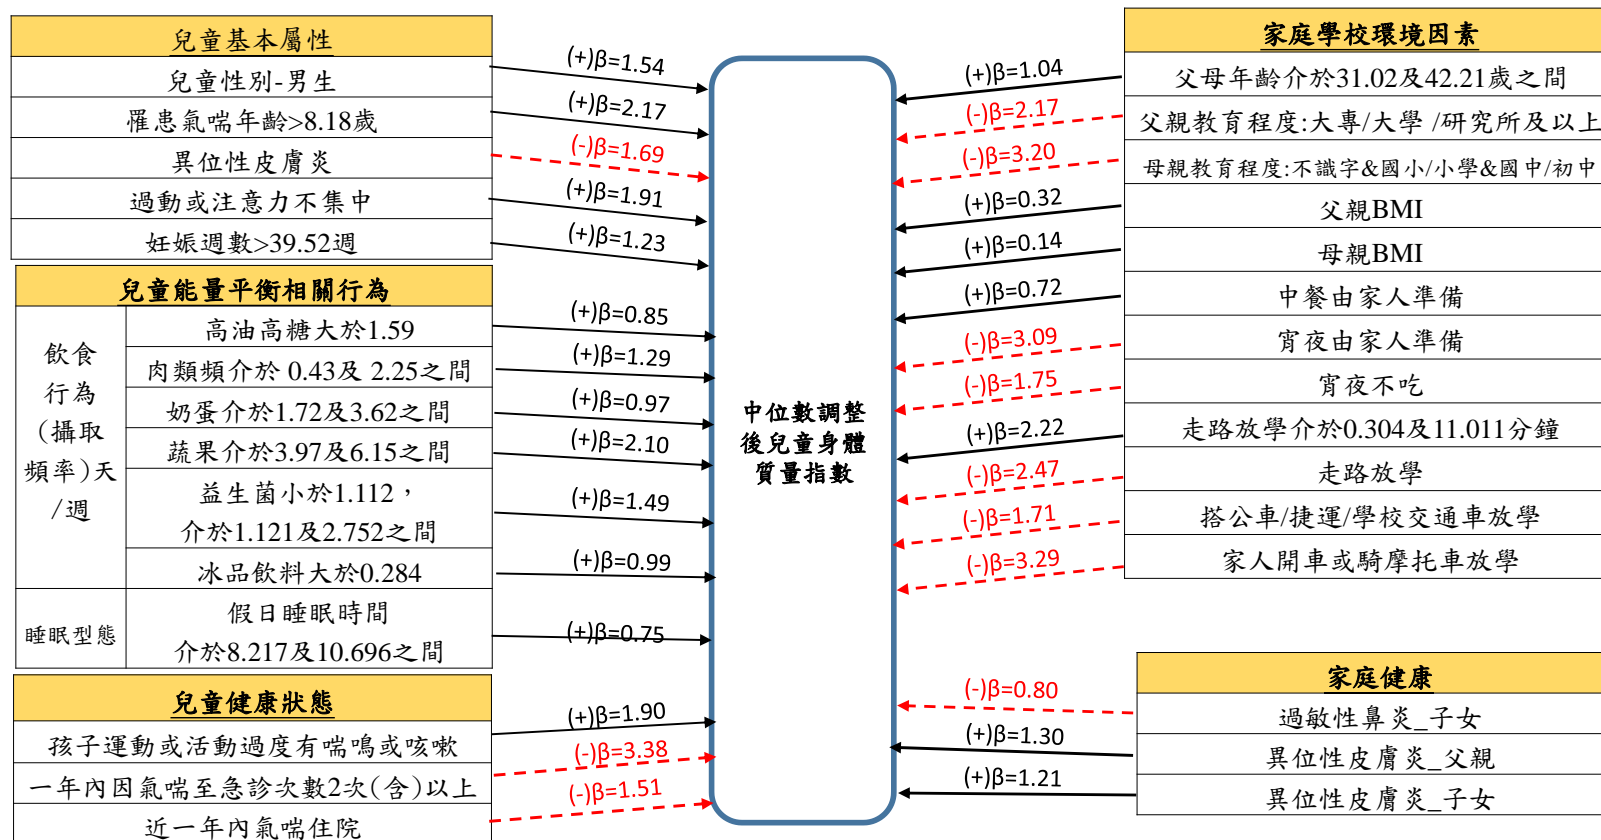 兒童基本屬性
兒童性別-男生
罹患氣喘年齡>8.18歲
異位性皮膚炎
過動或注意力不集中
妊娠週數>39.52週
(+)β=1.54
(+)β=2.17
(-)β=1.69
(+)β=1.91
(+)β=1.23
兒童能量平衡相關行為
飲食
行為
(攝取
頻率)天
/週
高油高糖大於1.59
肉類頻介於 0.43及 2.25之間
奶蛋介於1.72及3.62之間
蔬果介於3.97及6.15之間
益生菌小於1.112，
介於1.121及2.752之間
冰品飲料大於0.284
睡眠型態
假日睡眠時間
介於8.217及10.696之間
(+)β=0.85
(+)β=1.29
(+)β=0.97
(+)β=2.10
(+)β=1.49
(+)β=0.99
(+)β=0.75
兒童健康狀態
孩子運動或活動過度有喘鳴或咳嗽
一年內因氣喘至急診次數2次(含)以上
近一年內氣喘住院
(+)β=1.90
(-)β=3.38
(-)β=1.51
中位數調整
後兒童身體
質量指數
(+)β=1.04
(-)β=2.17
(-)β=3.20
(+)β=0.32
(+)β=0.14
(+)β=0.72
(-)β=3.09
(-)β=1.75
(+)β=2.22
(-)β=2.47
(-)β=1.71
(-)β=3.29
家庭學校環境因素
父母年齡介於31.02及42.21歲之間
父親教育程度:大專/大學 /研究所及以上
母親教育程度:不識字&國小/小學&國中/初中
父親BMI
母親BMI
中餐由家人準備
宵夜由家人準備
宵夜不吃
走路放學介於0.304及11.011分鐘
走路放學
搭公車/捷運/學校交通車放學
家人開車或騎摩托車放學
(-)β=0.80
(+)β=1.30
(+)β=1.21
家庭健康
過敏性鼻炎_子女
異位性皮膚炎_父親
異位性皮膚炎_子女